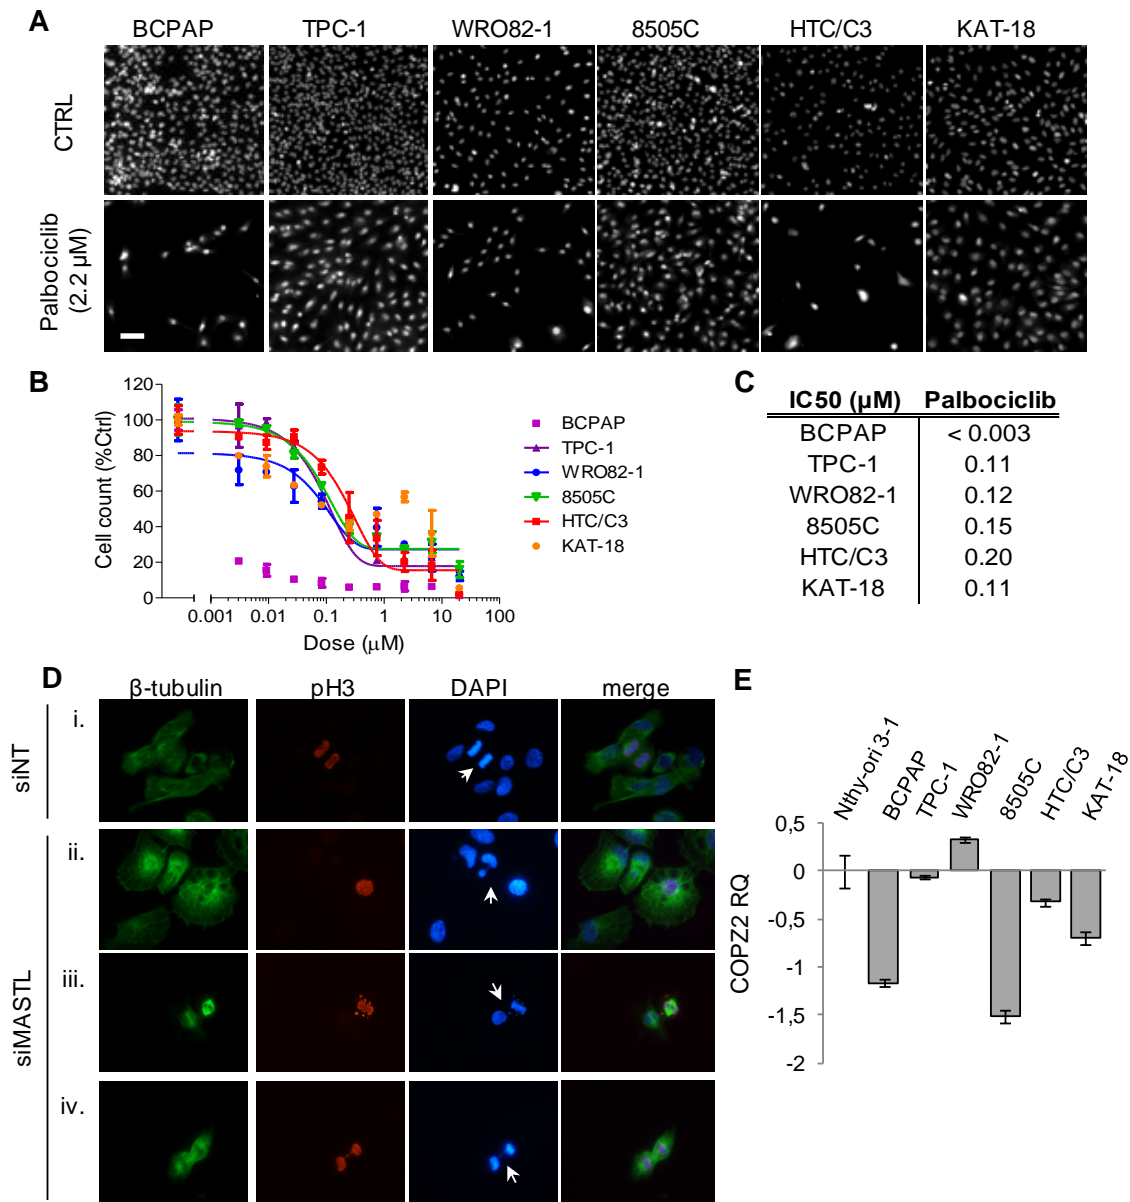 A
BCPAP TPC-1 WRO82-1 8505C HTC/C3 KAT-18
CTRL
Palbociclib
(2.2 µM)
B
120
100
80
60
40
20
0
Cell count (%Ctrl)
0.001 0.01 0.1 1 10 100
Dose (µM)
BCPAP
TPC-1
WRO82-1
8505C
HTC/C3
KAT-18
C
IC50 (µM) Palbociclib
BCPAP < 0.003
TPC-1 0.11
WRO82-1 0.12
8505C 0.15
HTC/C3 0.20
KAT-18 0.11
D
β-tubulin pH3 DAPI merge
siNT
i.
siMASTL
ii.
iii.
iv.
E
Nthy-ori 3-1
BCPAP
TPC-1
WRO82-1
8505C
HTC/C3
KAT-18
0,5
0
-0,5
-1
-1,5
-2
COPZ2 RQ